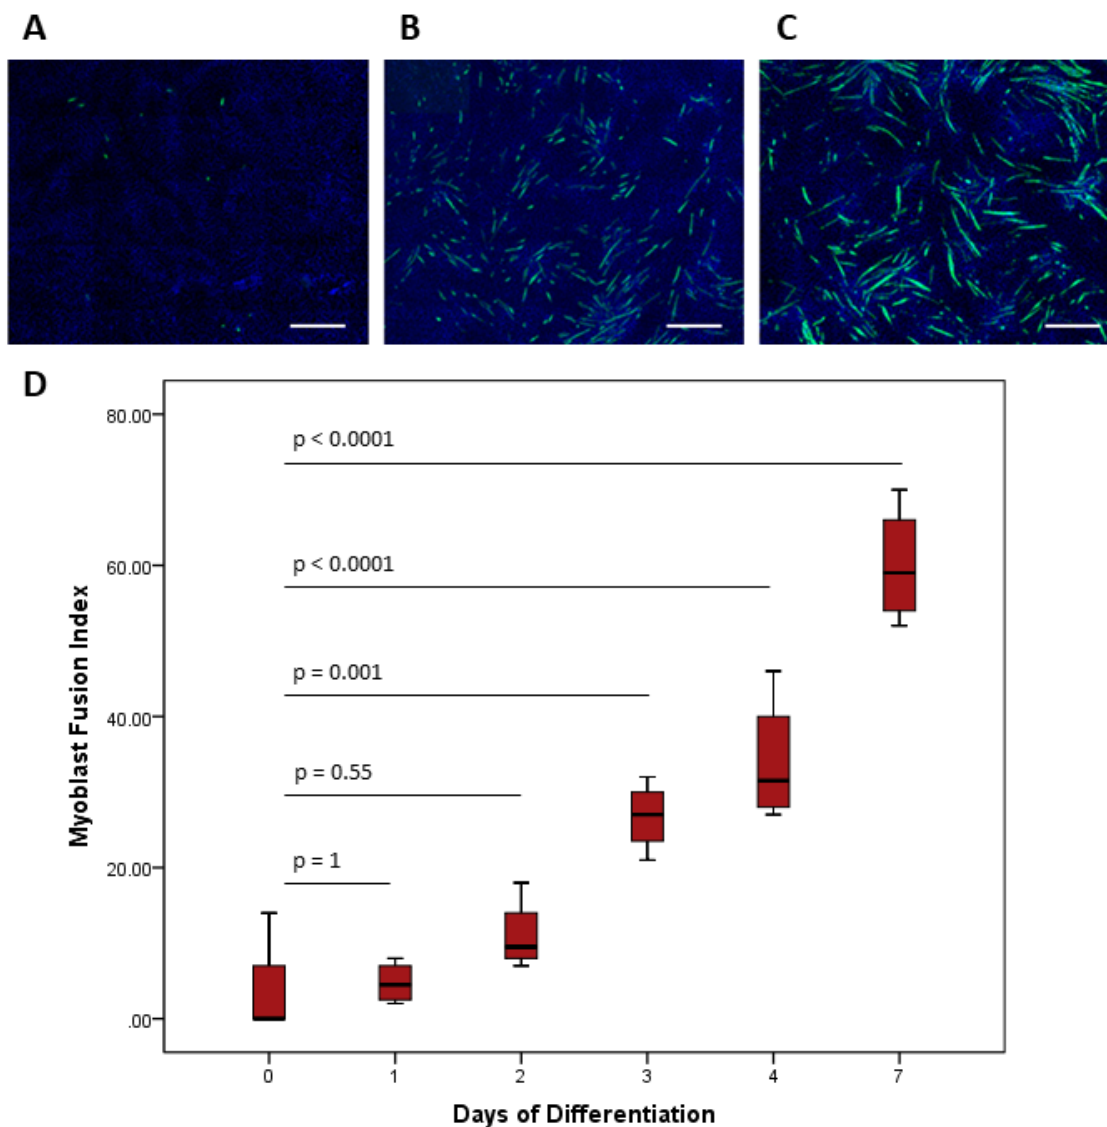 A
B
C
D
80.00
60.00
40.00
20.00
.00
Myoblast Fusion Index
p < 0.0001
p < 0.0001
p = 0.001
p = 0.55
p = 1
0 1 2 3 4 7
Days of Differentiation